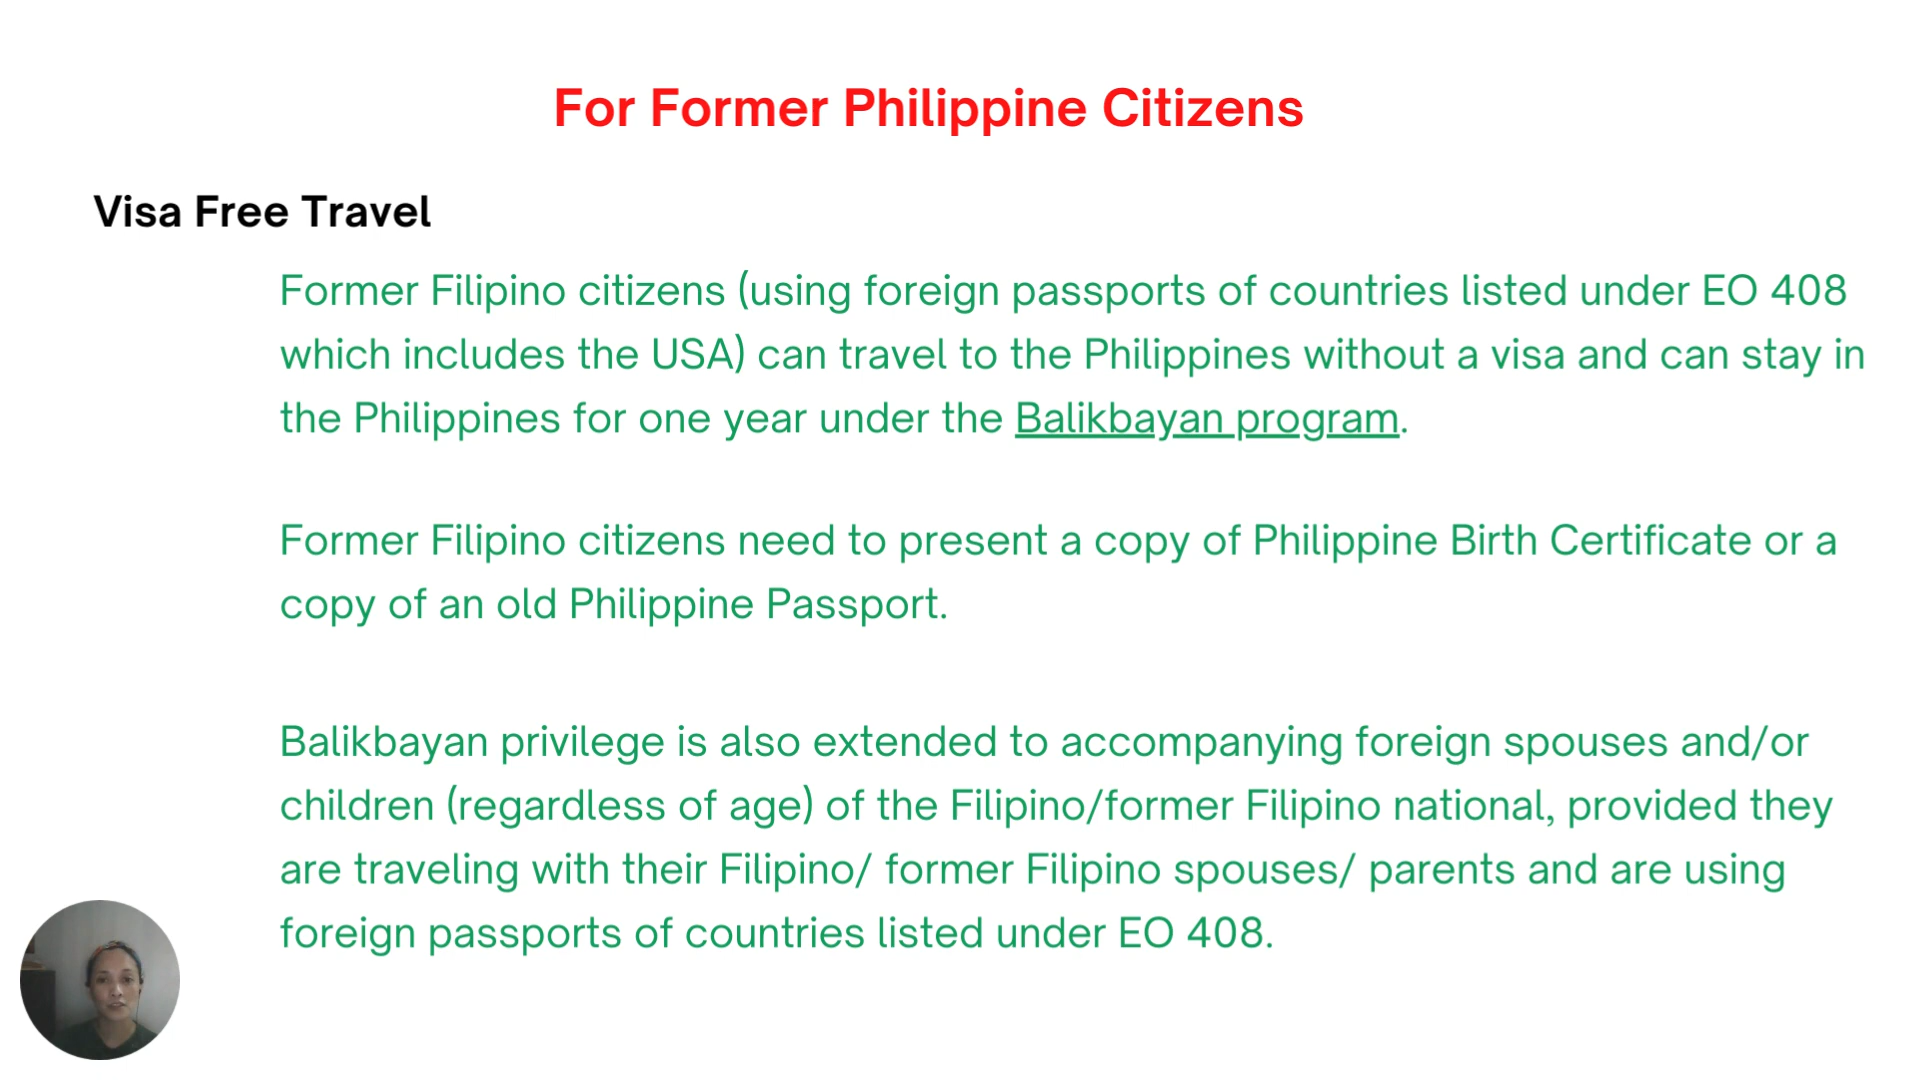 For Former Philippine Citizens
Visa Free Travel
Former Filipino citizens (using foreign passports of countries listed under EO 408
which includes the USA) can travel to the Philippines without a visa and can stay in
the Philippines for one year under the Balikbayan program.
Former Filipino citizens need to present a copy of Philippine Birth Certificate or a
copy of an old Philippine Passport.
Balikbayan privilege is also extended to accompanying foreign spouses and/or
children (regardless of age) of the Filipino/former Filipino national, provided they
are traveling with their Filipino/ former Filipino spouses/ parents and are using
foreign passports of countries listed under EO 408.